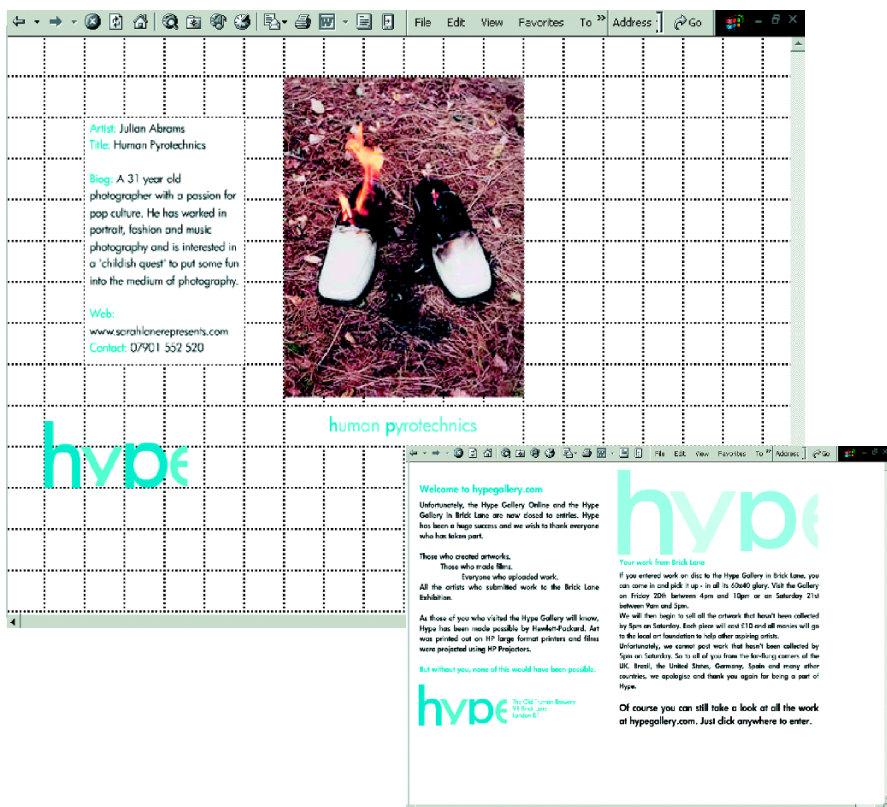 File Edit View Favorites To » Address Go
Artist: Julian Abrams
Title: Human Pyrotechnics
Biog: A 31 year old
photographer with a passion for
pop culture. He has worked in
portrait, fashion and music
photography and is interested in
a 'childish quest' to put some fun
into the medium of photography.
Web:
www.sarahlanerepresents.com
Contact: 07901 552 520
human pyrotechnics
hype
File Edit View Favorites To » Address Go
Welcome to hypegallery.com
Unfortunately, the Hype Gallery Online and the Hype
Gallery in Brick Lane are now closed to entries. Hype
has been a huge success and we wish to thank everyone
who has taken part.
Those who created artworks.
Those who made films.
Everyone who uploaded work.
All the artists who submitted work to the Brick Lane
Exhibition.
As those of you who visited the Hype Gallery will know,
Hype has been made possible by Hewlett-Packard. Art
was printed out on HP large format printers and films
were projected using HP Projectors.
But without you, none of this would have been possible.
hype
The Old Truman Brewery
91 Brick Lane
London E1
hype
Your work from Brick Lane
If you entered work on disc to the Hype Gallery in Brick Lane, you
can come in and pick it up - in all its 60x40 glory. Visit the Gallery
on Friday 20th between 4pm and 10pm or on Saturday 21st
between 9am and 5pm.
We will then begin to sell all the artwork that hasn't been collected
by 5pm on Saturday. Each piece will cost £10 and all monies will go
to the local art foundation to help other aspiring artists.
Unfortunately, we cannot post work that hasn't been collected by
5pm on Saturday. So to all of you from the far-flung corners of the
UK, Brazil, the United States, Germany, Spain and many other
countries, we apologise and thank you again for being a part of
Hype.
Of course you can still take a look at all the work
at hypegallery.com. Just click anywhere to enter.